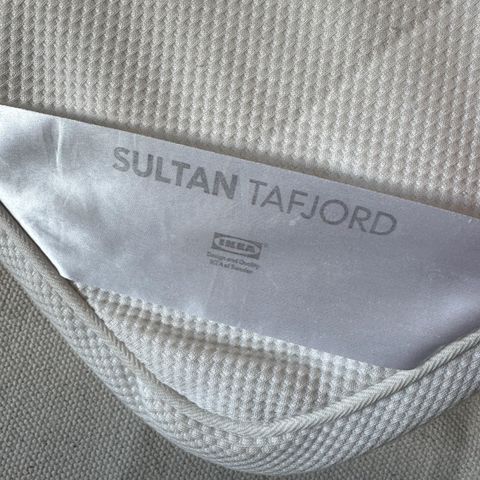 SULTAN TAFJORD
IKEA
Design and Quality
IKEA of Sweden